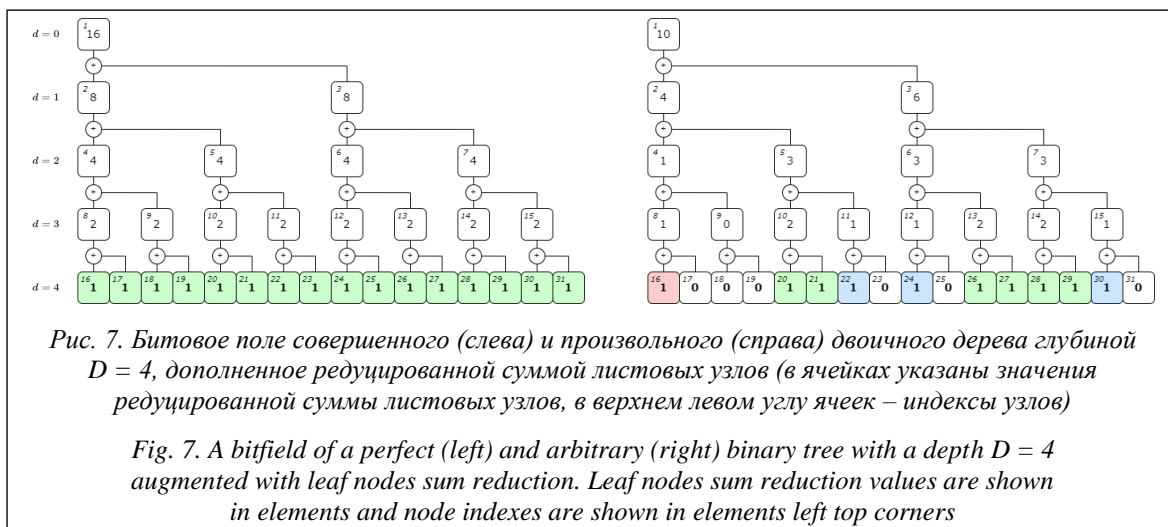 d = 0 1 16 1 10
+ +
d = 1 2 8 3 8 2 4 3 6
+ + + +
d = 2 4 4 5 4 6 4 7 4 4 1 5 3 6 3 7 3
+ + + + + + + +
d = 3 8 2 9 2 10 2 11 2 12 2 13 2 14 2 15 2 8 1 9 0 10 2 11 1 12 1 13 2 14 2 15 1
+ + + + + + + + + + + + + + + +
d = 4 16 1 17 1 18 1 19 1 20 1 21 1 22 1 23 1 24 1 25 1 26 1 27 1 28 1 29 1 30 1 31 1 16 1 17 0 18 0 19 0 20 1 21 1 22 1 23 0 24 1 25 0 26 1 27 1 28 1 29 1 30 1 31 0
Рис. 7. Битовое поле совершенного (слева) и произвольного (справа) двоичного дерева глубиной
D = 4, дополненное редуцированной суммой листовых узлов (в ячейках указаны значения
редуцированной суммы листовых узлов, в верхнем левом углу ячеек – индексы узлов)
Fig. 7. A bitfield of a perfect (left) and arbitrary (right) binary tree with a depth D = 4
augmented with leaf nodes sum reduction. Leaf nodes sum reduction values are shown
in elements and node indexes are shown in elements left top corners